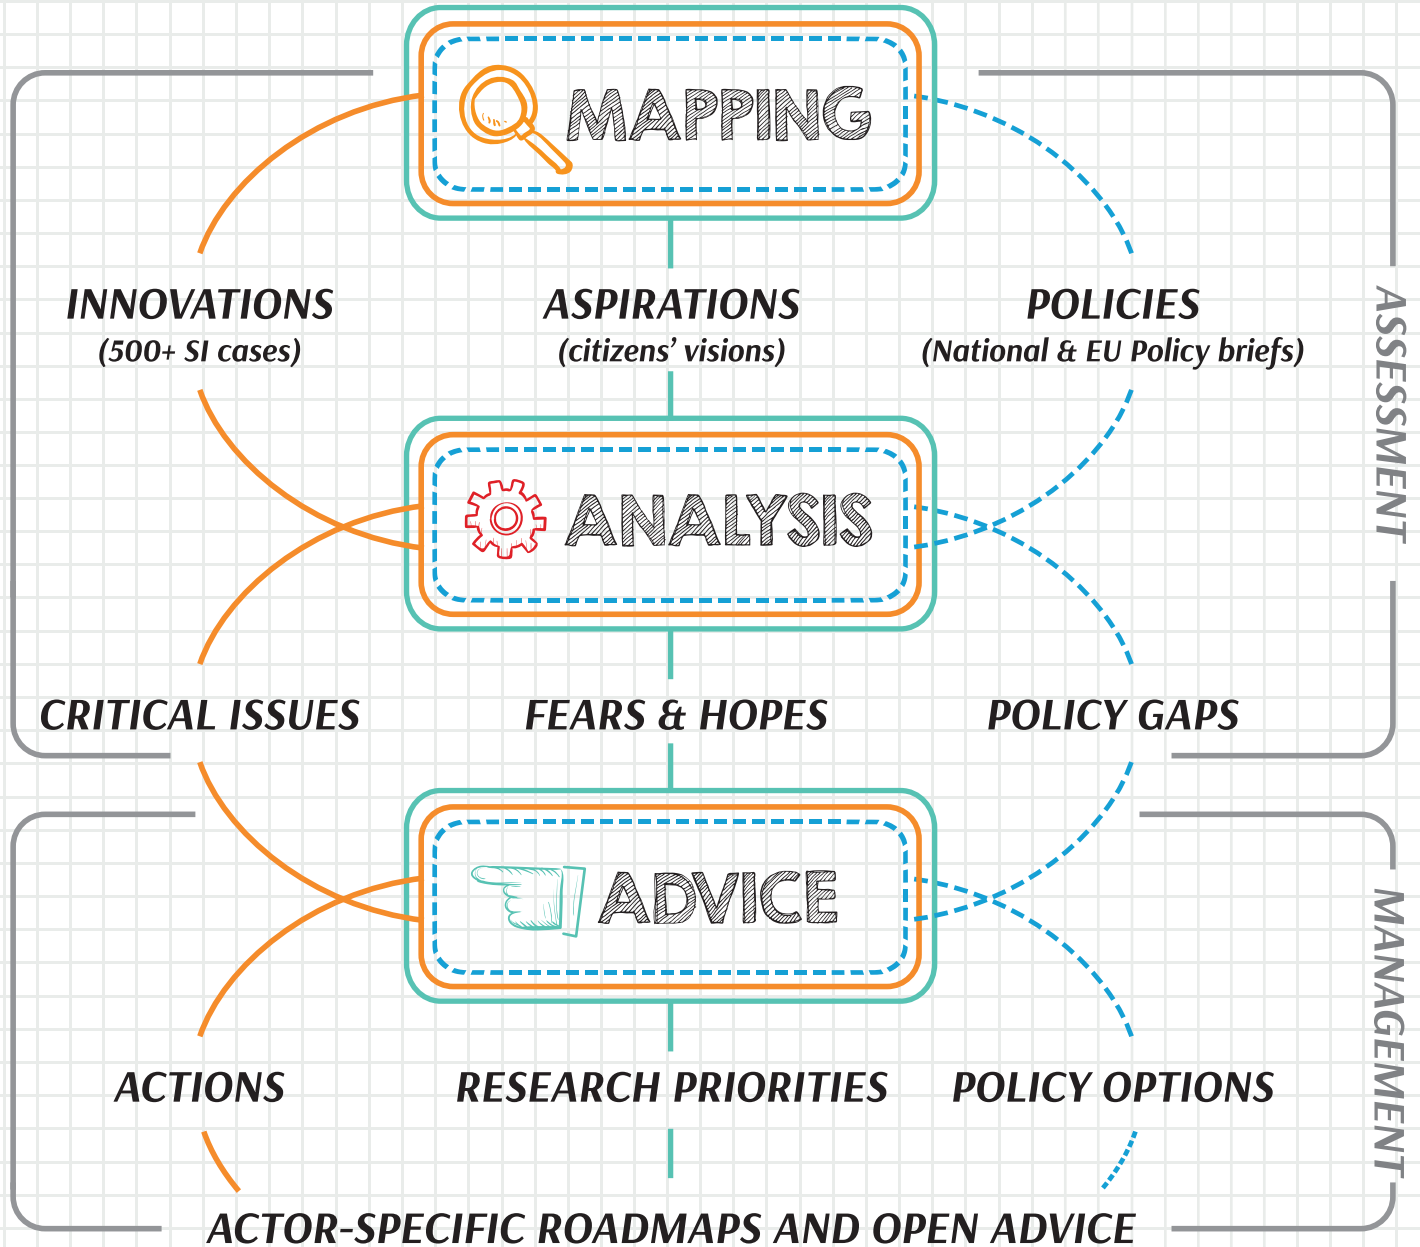 MAPPING
INNOVATIONS
(500+ SI cases)
ASPIRATIONS
(citizens’ visions)
POLICIES
(National & EU Policy briefs)
ASSESSMENT
ANALYSIS
CRITICAL ISSUES
FEARS & HOPES
POLICY GAPS
ADVICE
MANAGEMENT
ACTIONS
RESEARCH PRIORITIES
POLICY OPTIONS
ACTOR-SPECIFIC ROADMAPS AND OPEN ADVICE